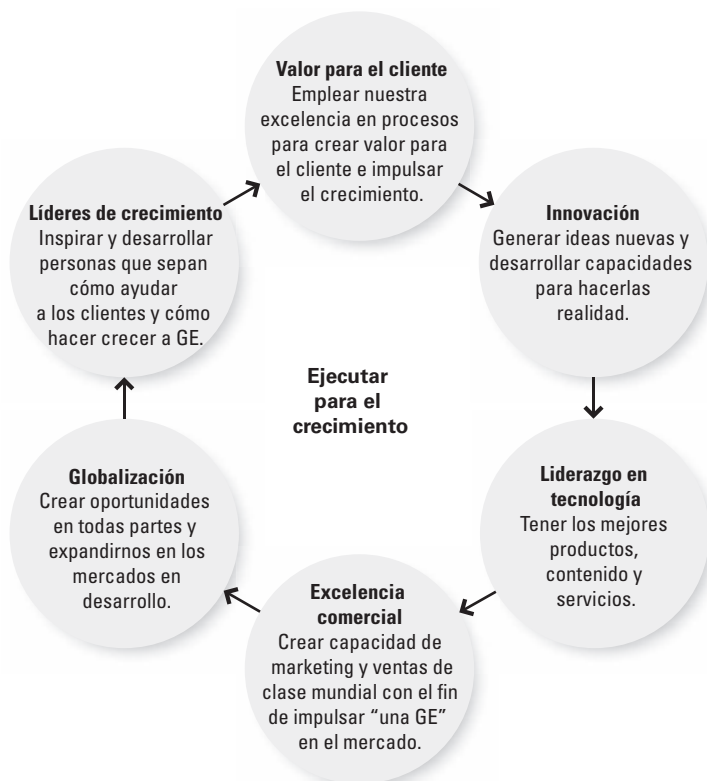 Valor para el cliente
Emplear nuestra
excelencia en procesos
para crear valor para
el cliente e impulsar
el crecimiento.
Innovación
Generar ideas nuevas y
desarrollar capacidades
para hacerlas
realidad.
Liderazgo en
tecnología
Tener los mejores
productos,
contenido y
servicios.
Excelencia
comercial
Crear capacidad de
marketing y ventas de
clase mundial con el fin
de impulsar “una GE”
en el mercado.
Globalización
Crear oportunidades
en todas partes y
expandirnos en los
mercados en
desarrollo.
Líderes de crecimiento
Inspirar y desarrollar
personas que sepan
cómo ayudar
a los clientes y cómo
hacer crecer a GE.
Ejecutar
para el
crecimiento